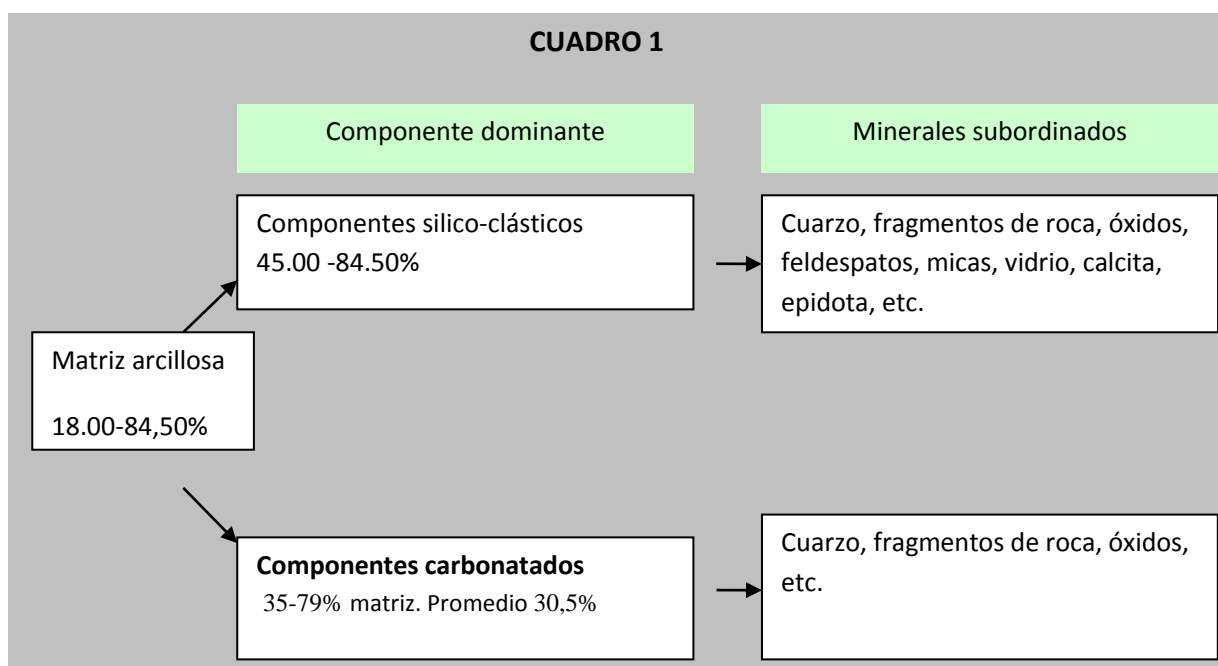 CUADRO 1
Componente dominante
Minerales subordinados
Componentes silico-clásticos
45.00 -84.50%
Cuarzo, fragmentos de roca, óxidos,
feldespatos, micas, vidrio, calcita,
epidota, etc.
Matriz arcillosa
18.00-84,50%
Componentes carbonatados
35-79% matriz. Promedio 30,5%
Cuarzo, fragmentos de roca, óxidos,
etc.